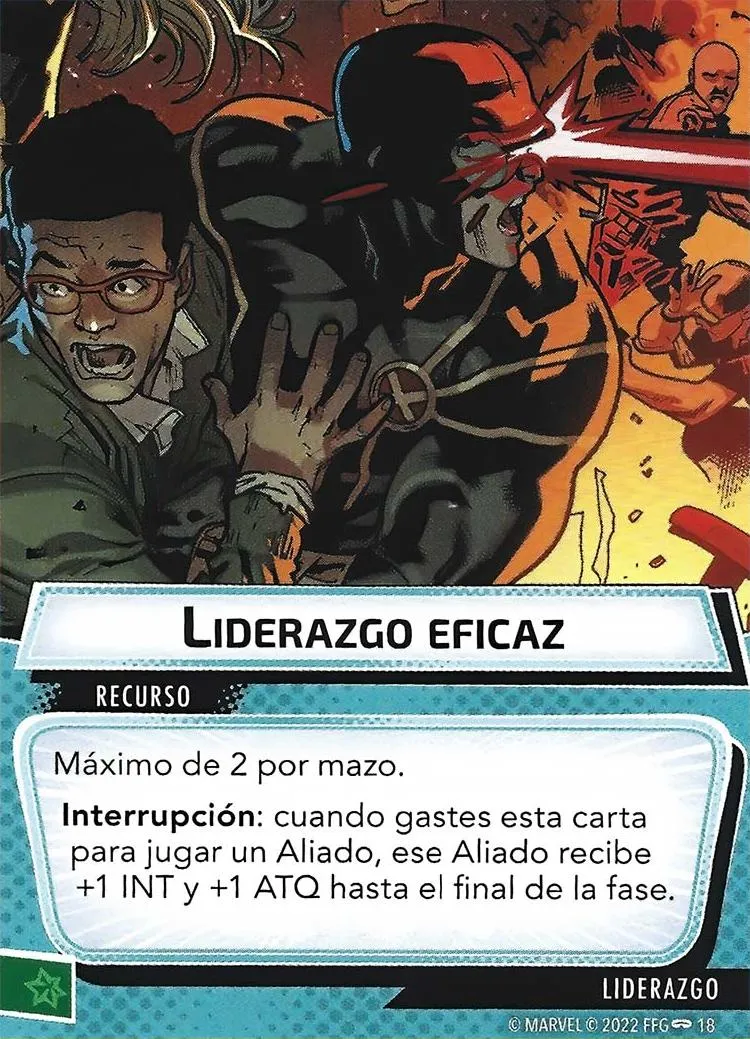 LIDERAZGO EFICAZ
RECURSO
Máximo de 2 por mazo.
Interrupción: cuando gastes esta carta
para jugar un Aliado, ese Aliado recibe
+1 INT y +1 ATQ hasta el final de la fase.
LIDERAZGO
© MARVEL © 2022 FFG 18